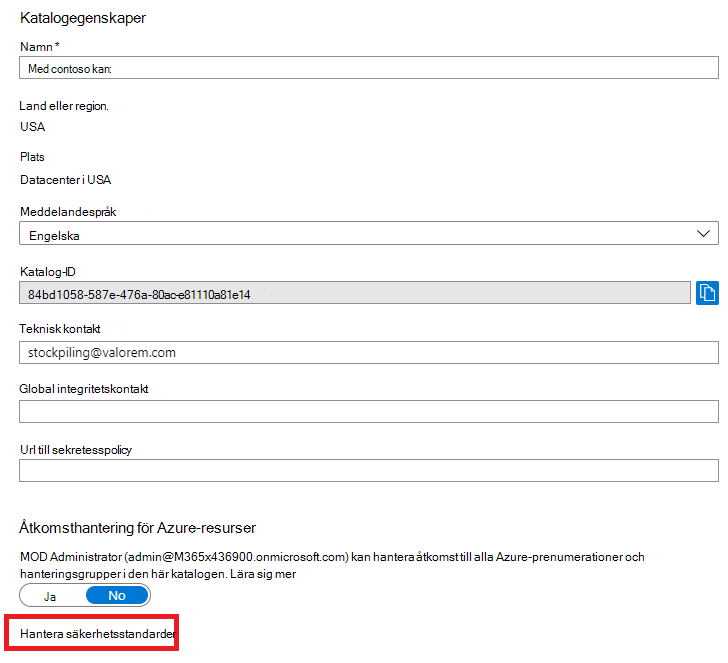 Katalogegenskaper
Namn *
Med contoso kan:
Land eller region.
USA
Plats
Datacenter i USA
Meddelandespråk
Engelska
Katalog-ID
84bd1058-587e-476a-80ac-e81110a81e14
Teknisk kontakt
stockpiling@valorem.com
Global integritetskontakt
Url till sekretesspolicy
Åtkomsthantering för Azure-resurser
MOD Administrator (admin@M365x436900.onmicrosoft.com) kan hantera åtkomst till alla Azure-prenumerationer och
hanteringsgrupper i den här katalogen. Lära sig mer
Ja No
Hantera säkerhetsstandarder